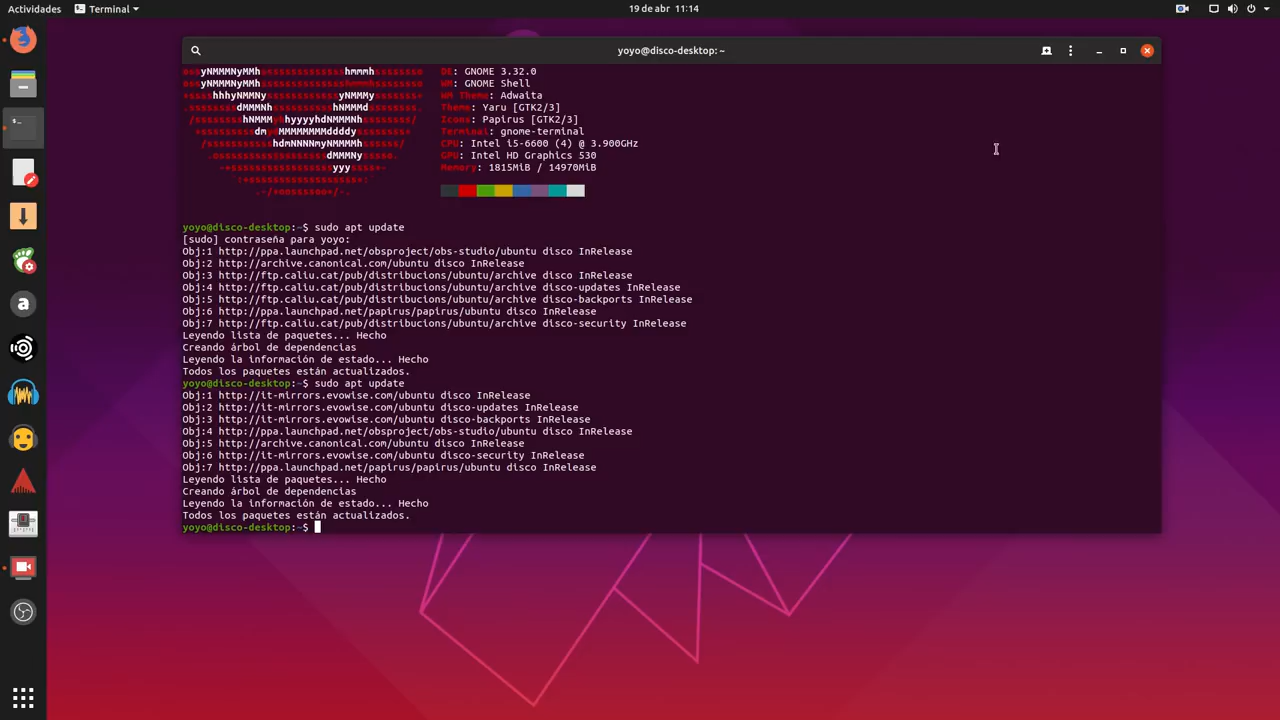 Actividades Terminal 19 de abr 11:14
yoyo@disco-desktop: ~
ossyNMMMNyMMhsssssssssssssshmmmhssssssssso DE: GNOME 3.32.0
WM: GNOME Shell
WM Theme: Adwaita
Theme: Yaru [GTK2/3]
Icons: Papirus [GTK2/3]
Terminal: gnome-terminal
CPU: Intel i5-6600 (4) @ 3.900GHz
GPU: Intel HD Graphics 530
Memory: 1815MiB / 14970MiB
yoyo@disco-desktop:~$ sudo apt update
[sudo] contraseña para yoyo:
Obj:1 http://ppa.launchpad.net/obsproject/obs-studio/ubuntu disco InRelease
Obj:2 http://archive.canonical.com/ubuntu disco InRelease
Obj:3 http://ftp.caliu.cat/pub/distribucions/ubuntu/archive disco InRelease
Obj:4 http://ftp.caliu.cat/pub/distribucions/ubuntu/archive disco-updates InRelease
Obj:5 http://ftp.caliu.cat/pub/distribucions/ubuntu/archive disco-backports InRelease
Obj:6 http://ppa.launchpad.net/papirus/papirus/ubuntu disco InRelease
Obj:7 http://ftp.caliu.cat/pub/distribucions/ubuntu/archive disco-security InRelease
Leyendo lista de paquetes... Hecho
Creando árbol de dependencias
Leyendo la información de estado... Hecho
Todos los paquetes están actualizados.
yoyo@disco-desktop:~$ sudo apt update
Obj:1 http://it-mirrors.evowise.com/ubuntu disco InRelease
Obj:2 http://it-mirrors.evowise.com/ubuntu disco-updates InRelease
Obj:3 http://it-mirrors.evowise.com/ubuntu disco-backports InRelease
Obj:4 http://ppa.launchpad.net/obsproject/obs-studio/ubuntu disco InRelease
Obj:5 http://archive.canonical.com/ubuntu disco InRelease
Obj:6 http://it-mirrors.evowise.com/ubuntu disco-security InRelease
Obj:7 http://ppa.launchpad.net/papirus/papirus/ubuntu disco InRelease
Leyendo lista de paquetes... Hecho
Creando árbol de dependencias
Leyendo la información de estado... Hecho
Todos los paquetes están actualizados.
yoyo@disco-desktop:~$